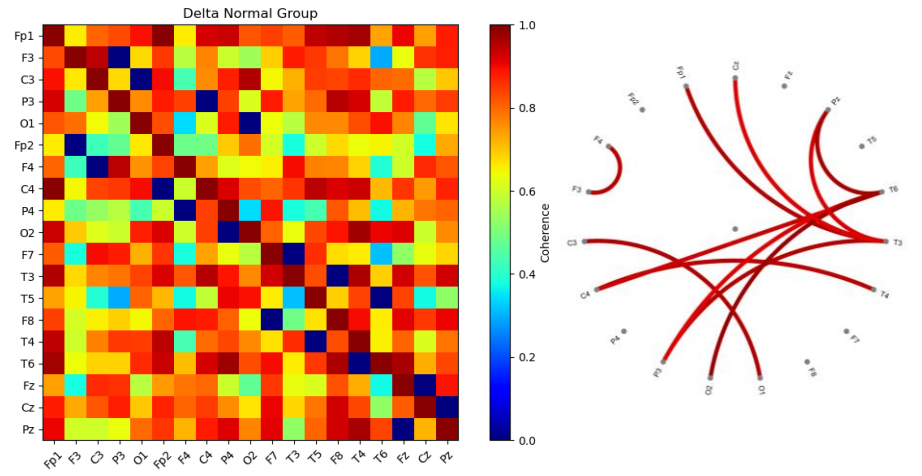 Delta Normal Group
Fp1
F3
C3
P3
O1
Fp2
F4
C4
P4
O2
F7
T3
T5
F8
T4
T6
Fz
Cz
Pz
Fp1 F3 C3 P3 O1 Fp2 F4 C4 P4 O2 F7 T3 T5 F8 T4 T6 Fz Cz Pz
1.0
0.8
0.6
0.4
0.2
0.0
Coherence
Cz
Fz
Fp1
Pz
Fp2
T5
F4
T6
F3
T3
C3
T4
C4
F7
P4
F8
P3
O2
O1